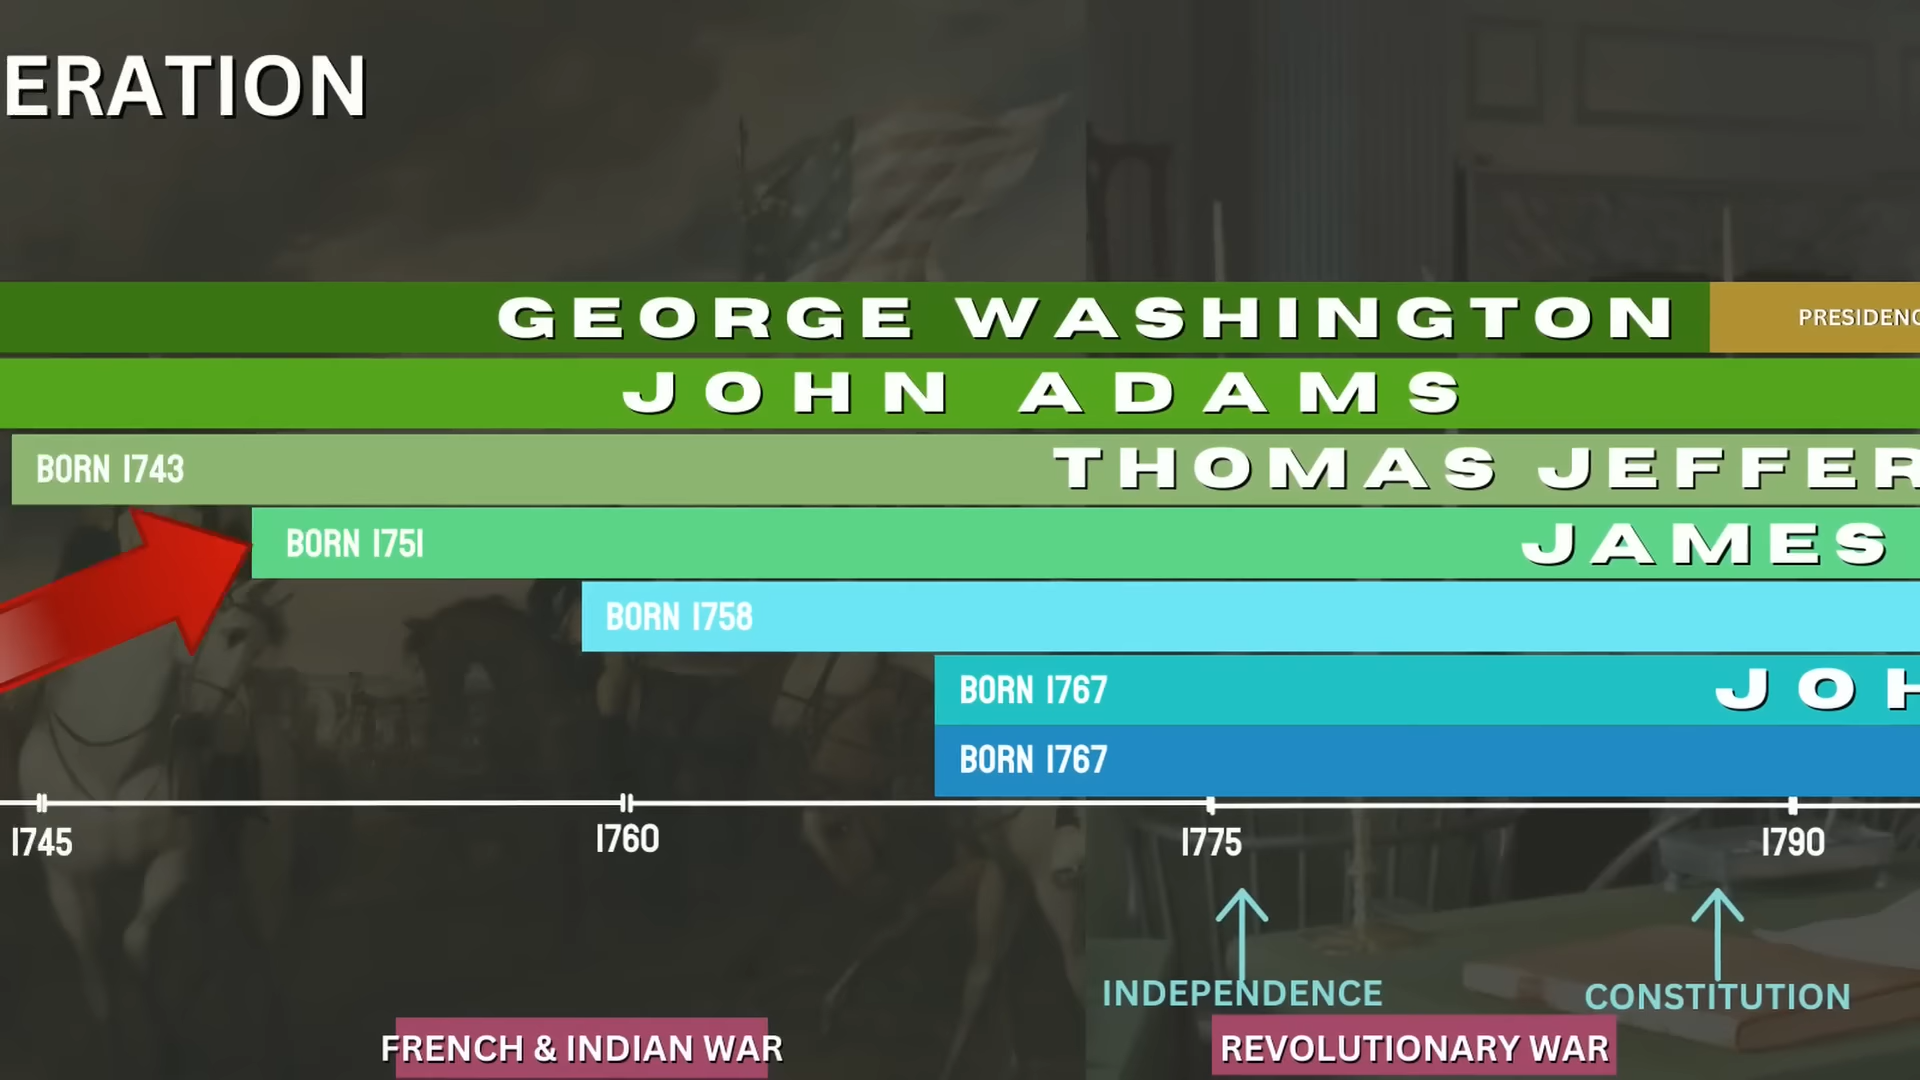 ERATION
GEORGE WASHINGTON
PRESIDENC
JOHN ADAMS
BORN 1743
THOMAS JEFFER
BORN 1751
JAMES
BORN 1758
BORN 1767
JOH
BORN 1767
1745
1760
1775
1790
INDEPENDENCE
CONSTITUTION
FRENCH & INDIAN WAR
REVOLUTIONARY WAR